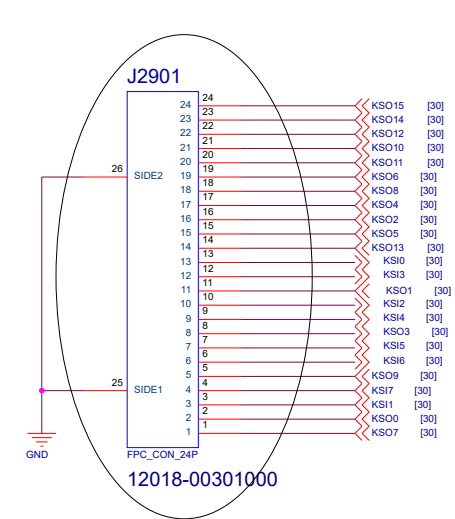 J2901
24 24 KSO15 [30]
23 23 KSO14 [30]
22 22 KSO12 [30]
21 21 KSO10 [30]
20 20 KSO11 [30]
26 SIDE2 19 19 KSO6 [30]
18 18 KSO8 [30]
17 17 KSO4 [30]
16 16 KSO2 [30]
15 15 KSO5 [30]
14 14 KSO13 [30]
13 13 KSI0 [30]
12 12 KSI3 [30]
11 11 KSO1 [30]
10 10 KSI2 [30]
9 9 KSI4 [30]
8 8 KSO3 [30]
7 7 KSI5 [30]
6 6 KSI6 [30]
5 5 KSO9 [30]
25 SIDE1 4 4 KSI7 [30]
3 3 KSI1 [30]
2 2 KSO0 [30]
1 1 KSO7 [30]
GND FPC_CON_24P
12018-00301000